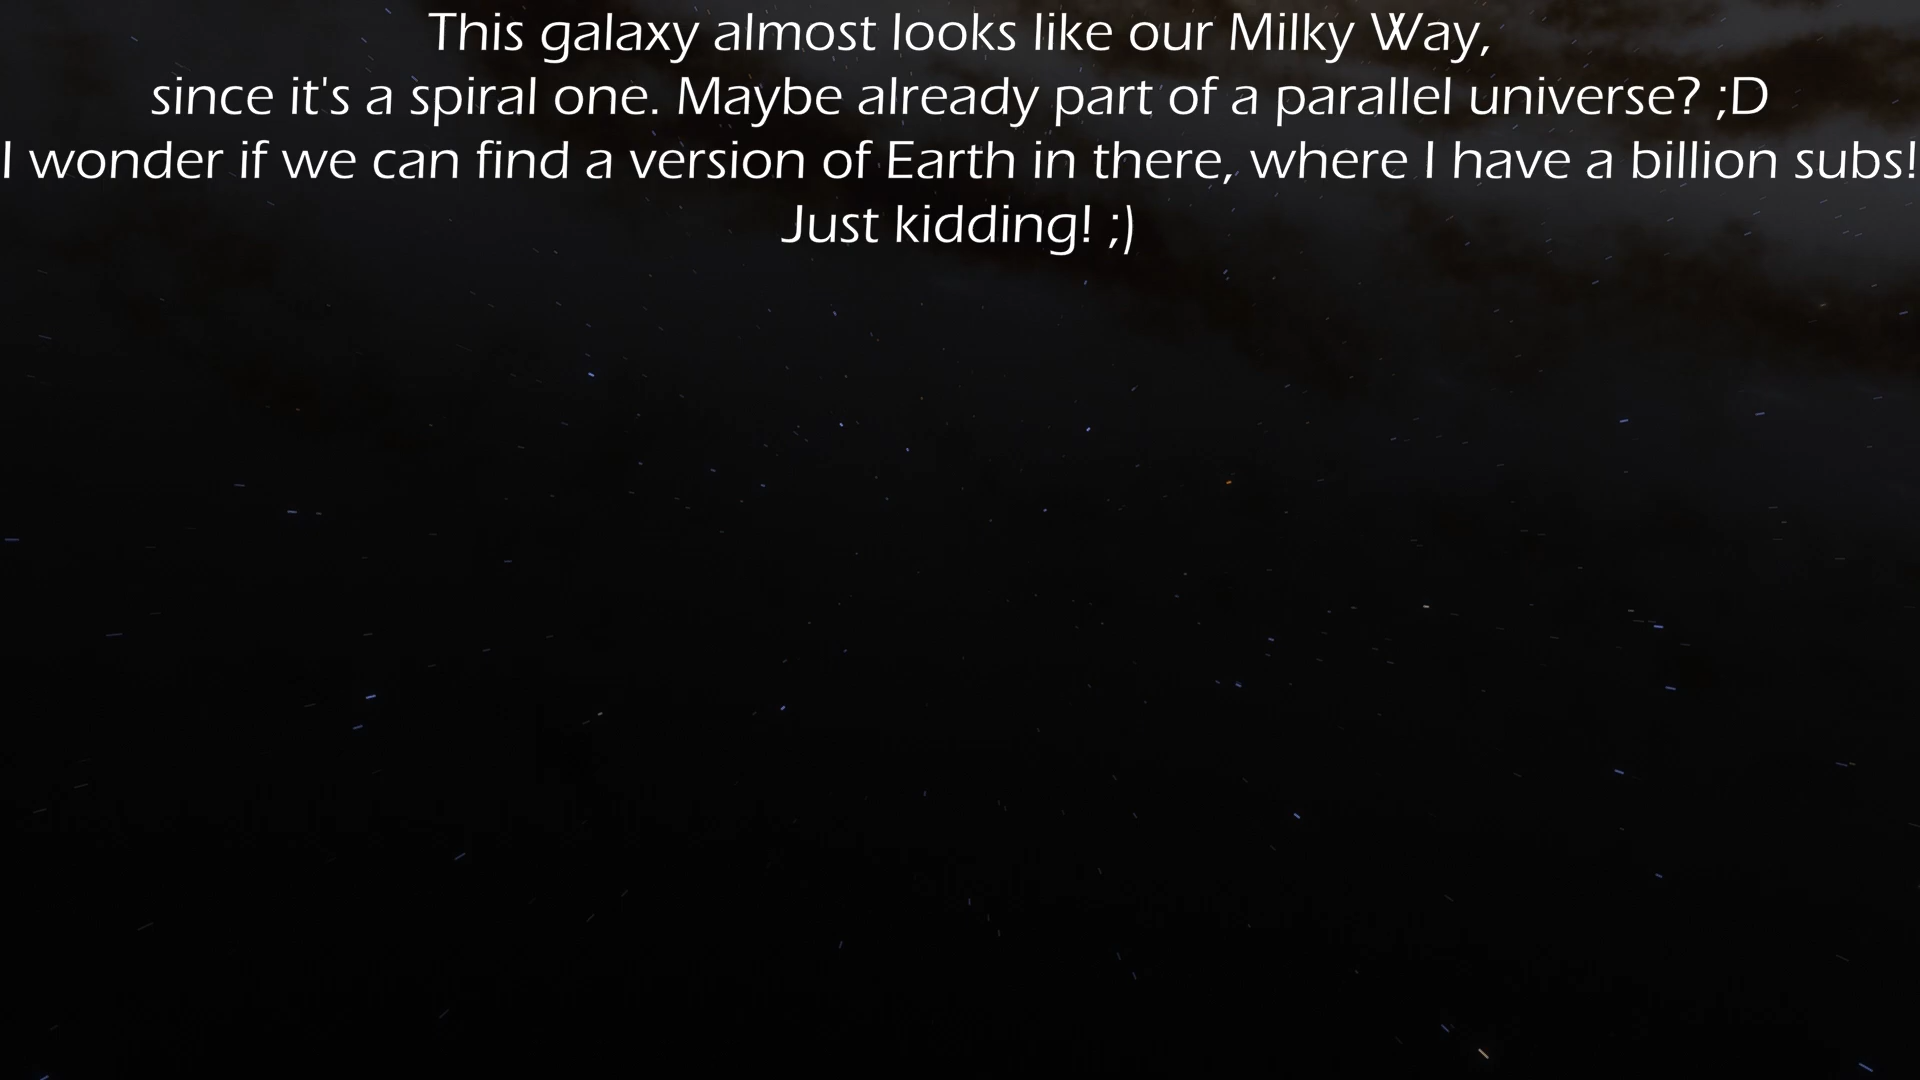 This galaxy almost looks like our Milky Way,
since it's a spiral one. Maybe already part of a parallel universe? ;D
I wonder if we can find a version of Earth in there, where I have a billion subs!
Just kidding! ;)